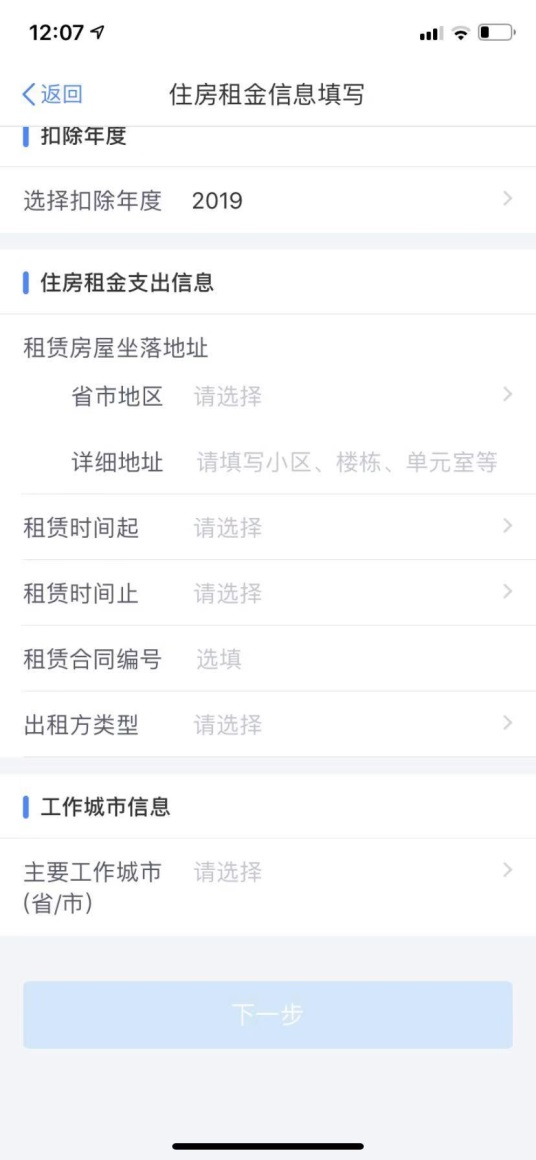 12:07
返回
住房租金信息填写
扣除年度
选择扣除年度 2019
住房租金支出信息
租赁房屋坐落地址
省市地区 请选择
详细地址 请填写小区、楼栋、单元室等
租赁时间起 请选择
租赁时间止 请选择
租赁合同编号 选填
出租方类型 请选择
工作城市信息
主要工作城市 请选择
(省/市)
下一步